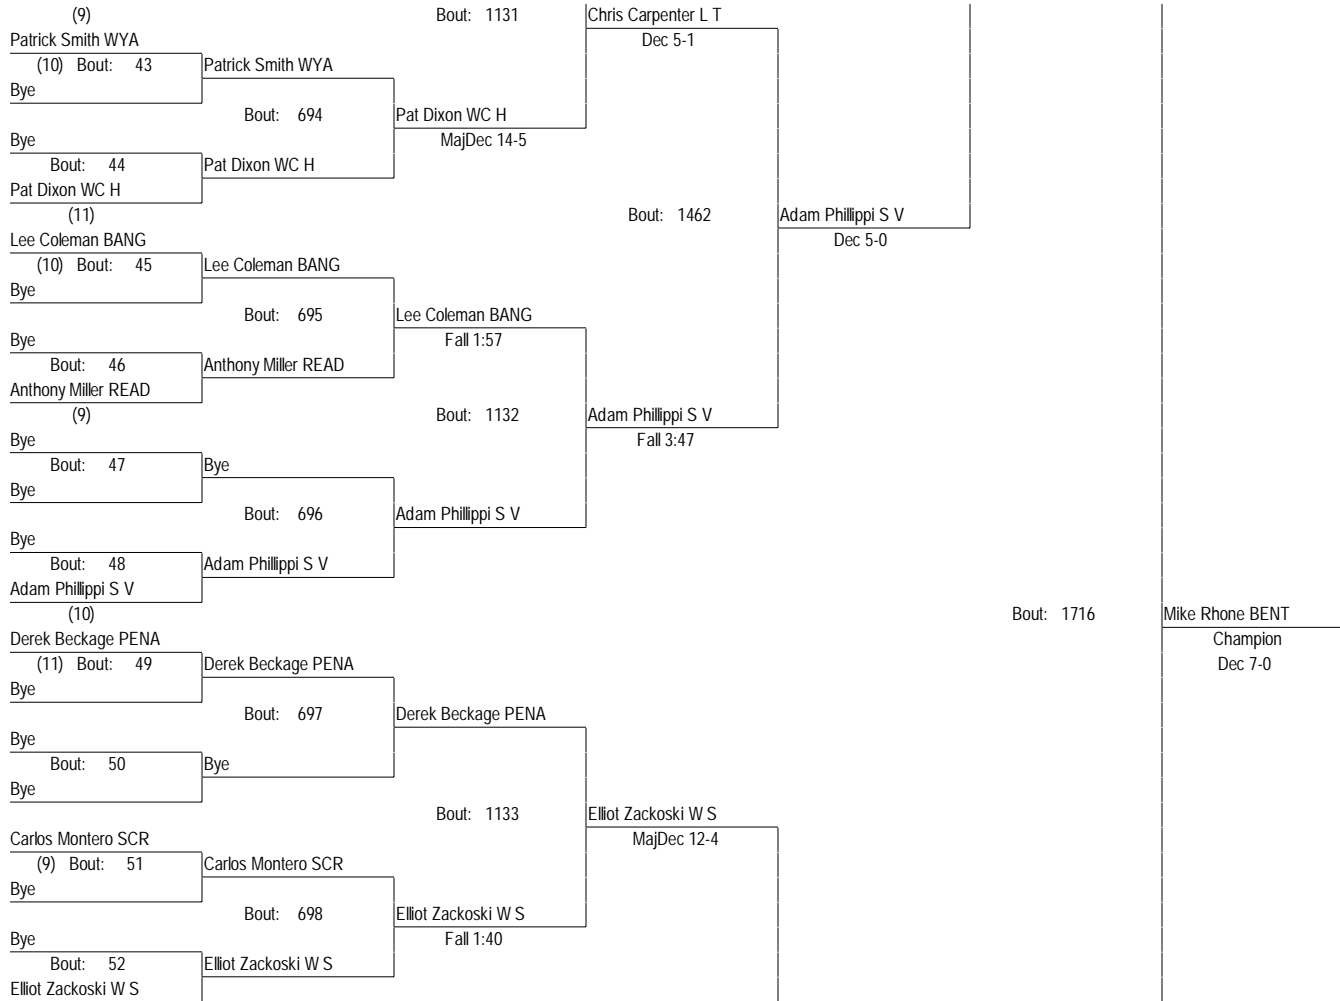 (9) Bout: 1131 Chris Carpenter L T
Patrick Smith WYA Dec 5-1
(10) Bout: 43 Patrick Smith WYA
Bye
Bout: 694 Pat Dixon WC H
Bye MajDec 14-5
Bout: 44 Pat Dixon WC H
Pat Dixon WC H
(11) Bout: 1462 Adam Phillippi S V
Lee Coleman BANG Dec 5-0
(10) Bout: 45 Lee Coleman BANG
Bye
Bout: 695 Lee Coleman BANG
Bye Fall 1:57
Bout: 46 Anthony Miller READ
Anthony Miller READ
(9) Bout: 1132 Adam Phillippi S V
Bye Fall 3:47
Bout: 47 Bye
Bye
Bout: 696 Adam Phillippi S V
Bye
Bout: 48 Adam Phillippi S V
Adam Phillippi S V
(10) Bout: 1716 Mike Rhone BENT
Derek Beckage PENA Champion
(11) Bout: 49 Derek Beckage PENA Dec 7-0
Bye
Bout: 697 Derek Beckage PENA
Bye
Bout: 50 Bye
Bye
Bout: 1133 Elliot Zackoski W S
Carlos Montero SCR MajDec 12-4
(9) Bout: 51 Carlos Montero SCR
Bye
Bout: 698 Elliot Zackoski W S
Bye Fall 1:40
Bout: 52 Elliot Zackoski W S
Elliot Zackoski W S